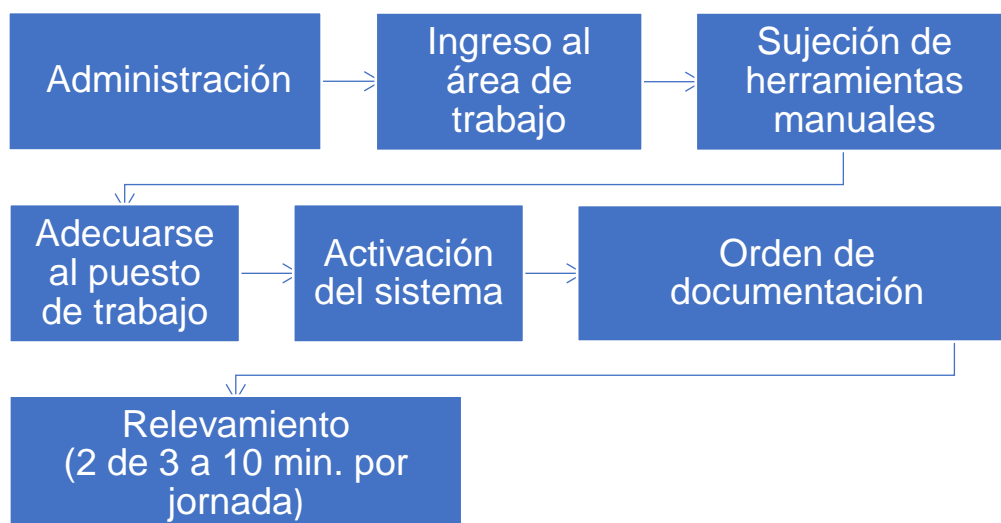 Administración
Ingreso al
área de
trabajo
Sujeción de
herramientas
manuales
Adecuarse
al puesto
de trabajo
Activación
del sistema
Orden de
documentación
Relevamiento
(2 de 3 a 10 min. por
jornada)